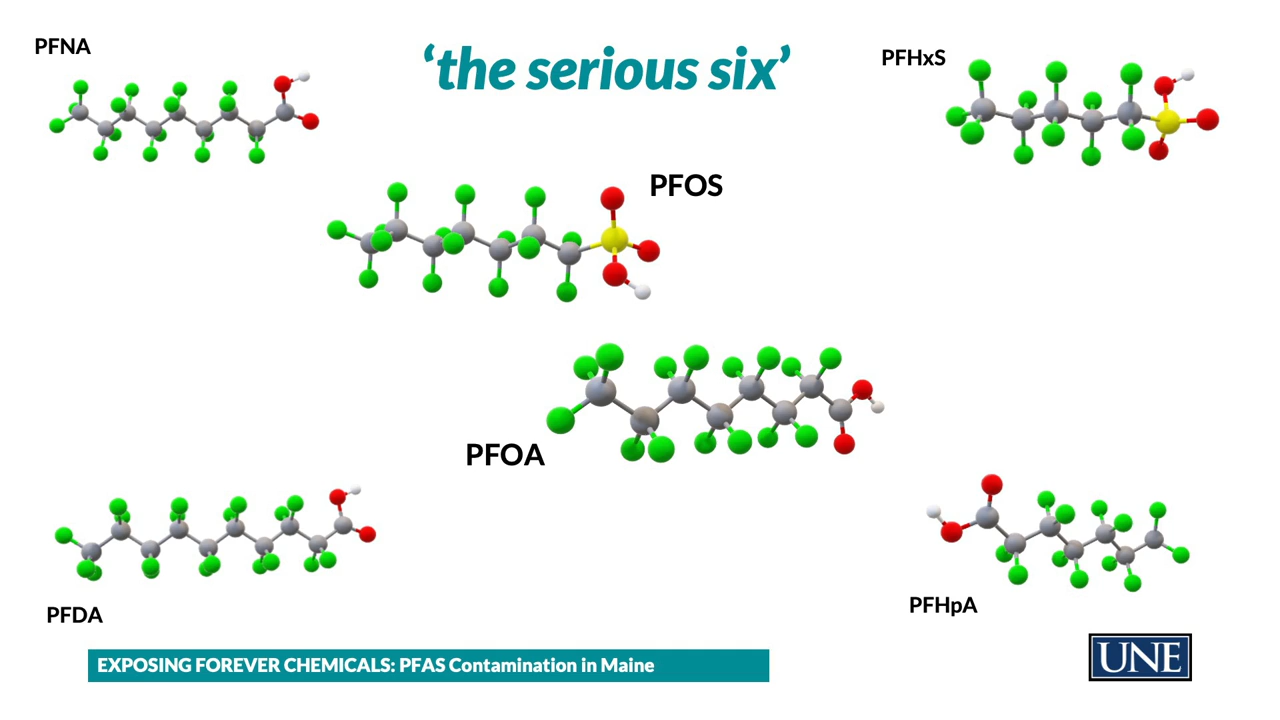 PFNA
‘the serious six’
PFHxS
PFOS
PFOA
PFDA
PFHpA
EXPOSING FOREVER CHEMICALS: PFAS Contamination in Maine
UNE